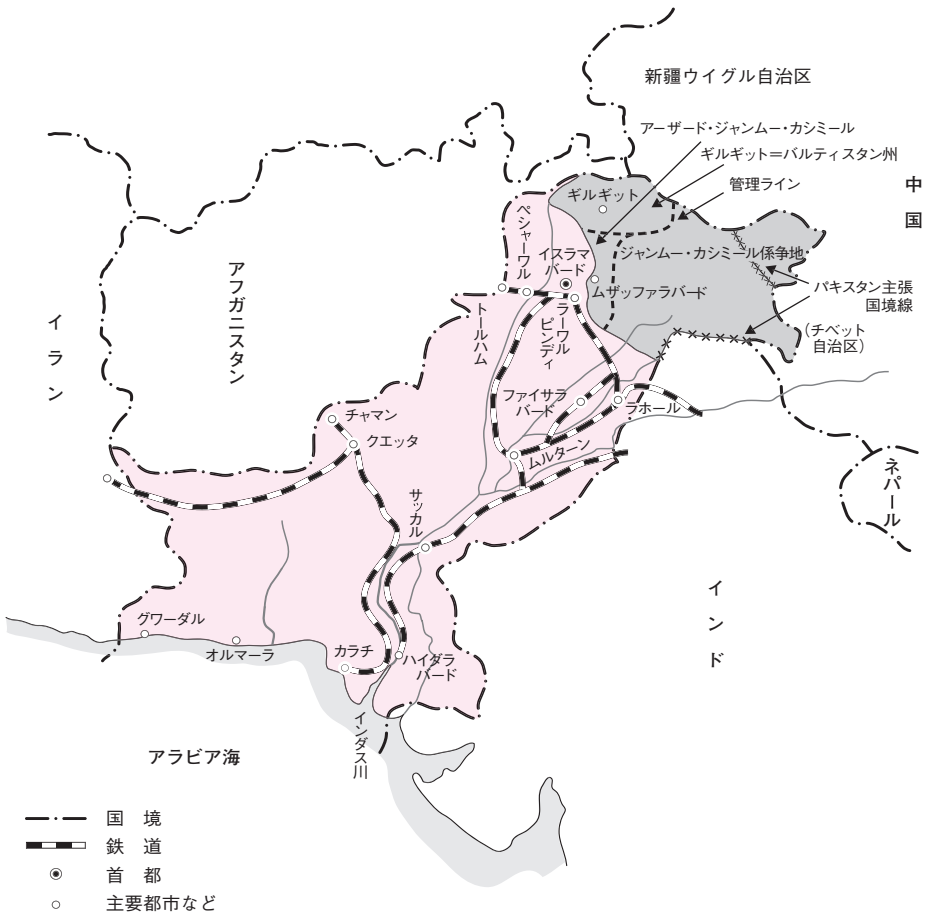 新疆ウイグル自治区
アーザード・ジャンムー・カシミール
ギルギット＝バルティスタン州
管理ライン
中国
ギルギット
ペシャーワル
イスラマ
バード
ジャンムー・カシミール係争地
アフガニスタン
パキスタン主張
国境線
ムザッファラバード
イラン
トールハム
ラーワル
ピンディ
（チベット
自治区）
ファイサラ
バード
ラホール
チャマン
クエッタ
ムルターン
ネパール
サッカル
インド
グワーダル
オルマーラ
カラチ
ハイダラ
バード
インダス川
アラビア海
国境
鉄道
首都
主要都市など